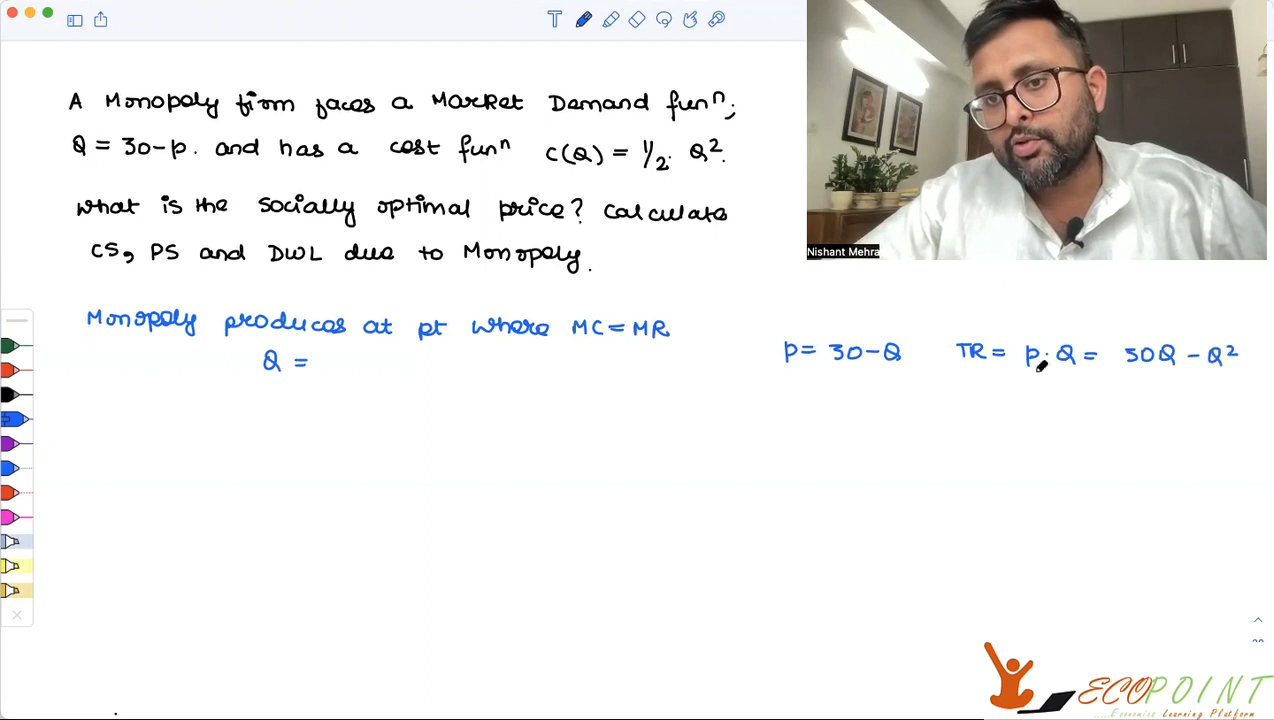 A Monopoly firm faces a Market Demand funⁿ;
Q = 30-p. and has a cost funⁿ C(Q) = 1/2. Q².
What is the socially optimal price? Calculate
CS, PS and DWL due to Monopoly.
Monopoly produces at pt where MC = MR
Q =
p = 30-Q TR = p.Q = 30Q - Q²
Nishant Mehra
ECOPOINT
.....Economics Learning Platform